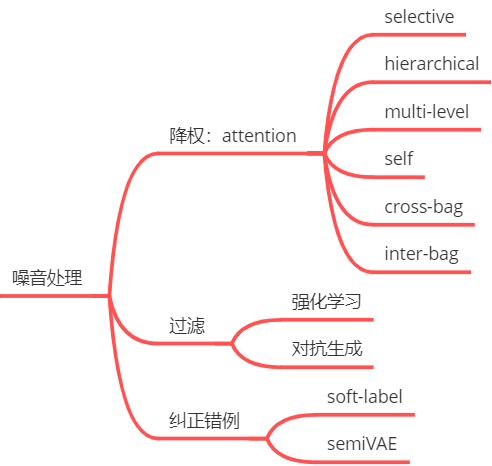 噪音处理
降权：attention
selective
hierarchical
multi-level
self
cross-bag
inter-bag
过滤
强化学习
对抗生成
纠正错例
soft-label
semiVAE